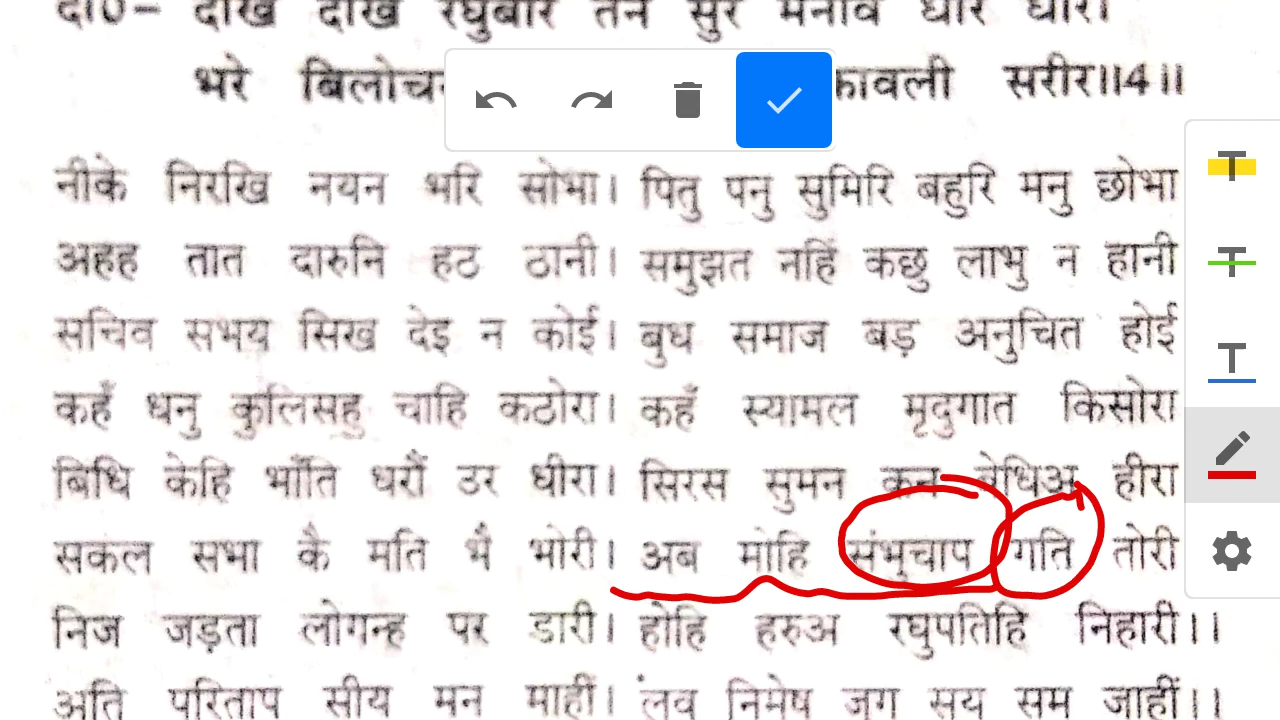 दो0– देखि देखि रघुबीर तन सुर मनाव धरि धीर।
भरे बिलोचन कावली सरीर।।4।।
नीके निरखि नयन भरि सोभा। पितु पनु सुमिरि बहुरि मनु छोभा
अहह तात दारुनि हठ ठानी। समुझत नहिं कछु लाभु न हानी
सचिव सभय सिख देइ न कोई। बुध समाज बड़ अनुचित होई
कहँ धनु कुलिसहु चाहि कठोरा। कहँ स्यामल मृदुगात किसोरा
बिधि केहि भाँति धरौं उर धीरा। सिरस सुमन कन बेधिअ हीरा
सकल सभा कै मति भै भोरी। अब मोहि संभुचाप गति तोरी
निज जड़ता लोगन्ह पर डारी। होहि हरुअ रघुपतिहि निहारी।।
अति परिताप सीय मन माहीं। लव निमेष जग सय सम जाहीं।।